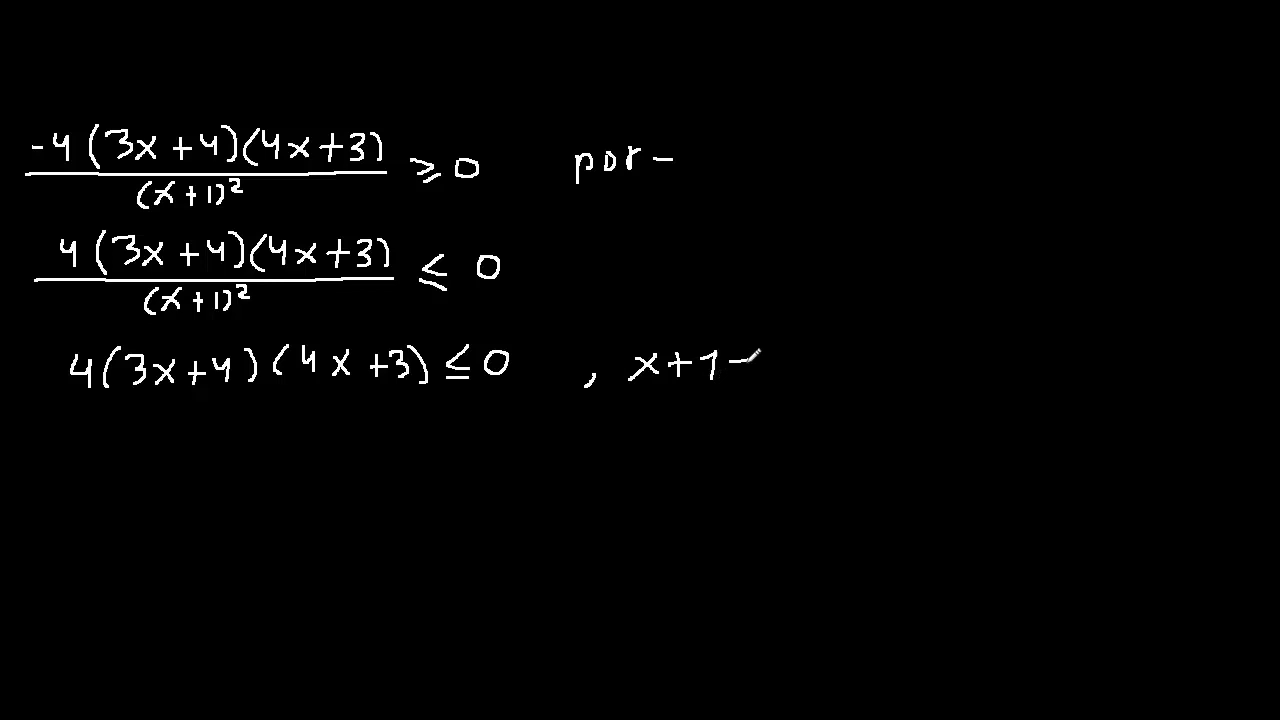 -4(3x+4)(4x+3)/(x+1)² ≥ 0 por -
4(3x+4)(4x+3)/(x+1)² ≤ 0
4(3x+4)(4x+3) ≤ 0 , x+1-